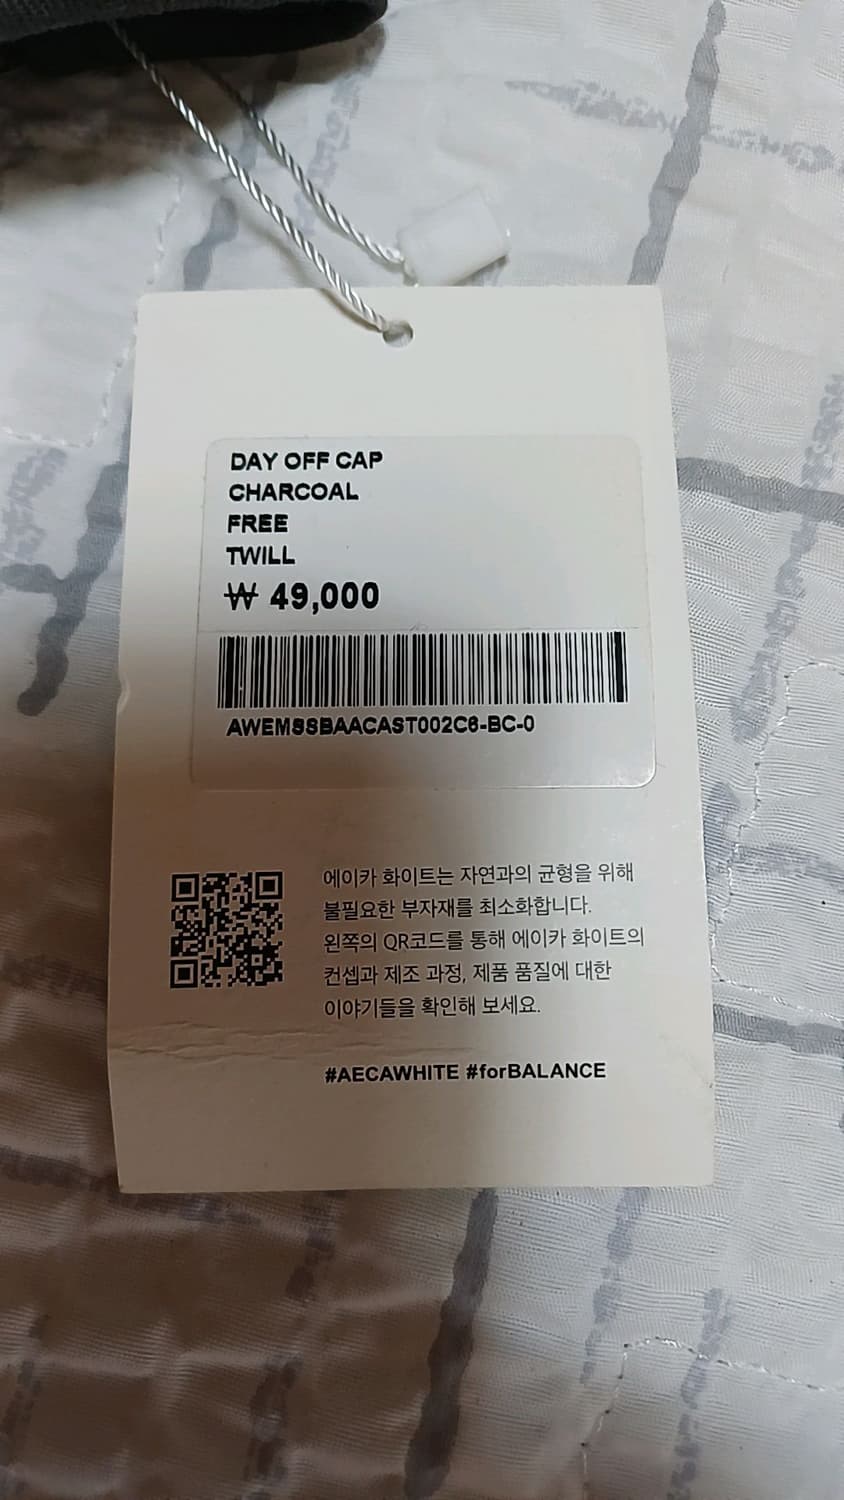 DAY OFF CAP
CHARCOAL
FREE
TWILL
₩ 49,000
AWEMSSBAACAST002C6-BC-0
에이카 화이트는 자연과의 균형을 위해
불필요한 부자재를 최소화합니다.
왼쪽의 QR코드를 통해 에이카 화이트의
컨셉과 제조 과정, 제품 품질에 대한
이야기들을 확인해 보세요.
#AECAWHITE #forBALANCE